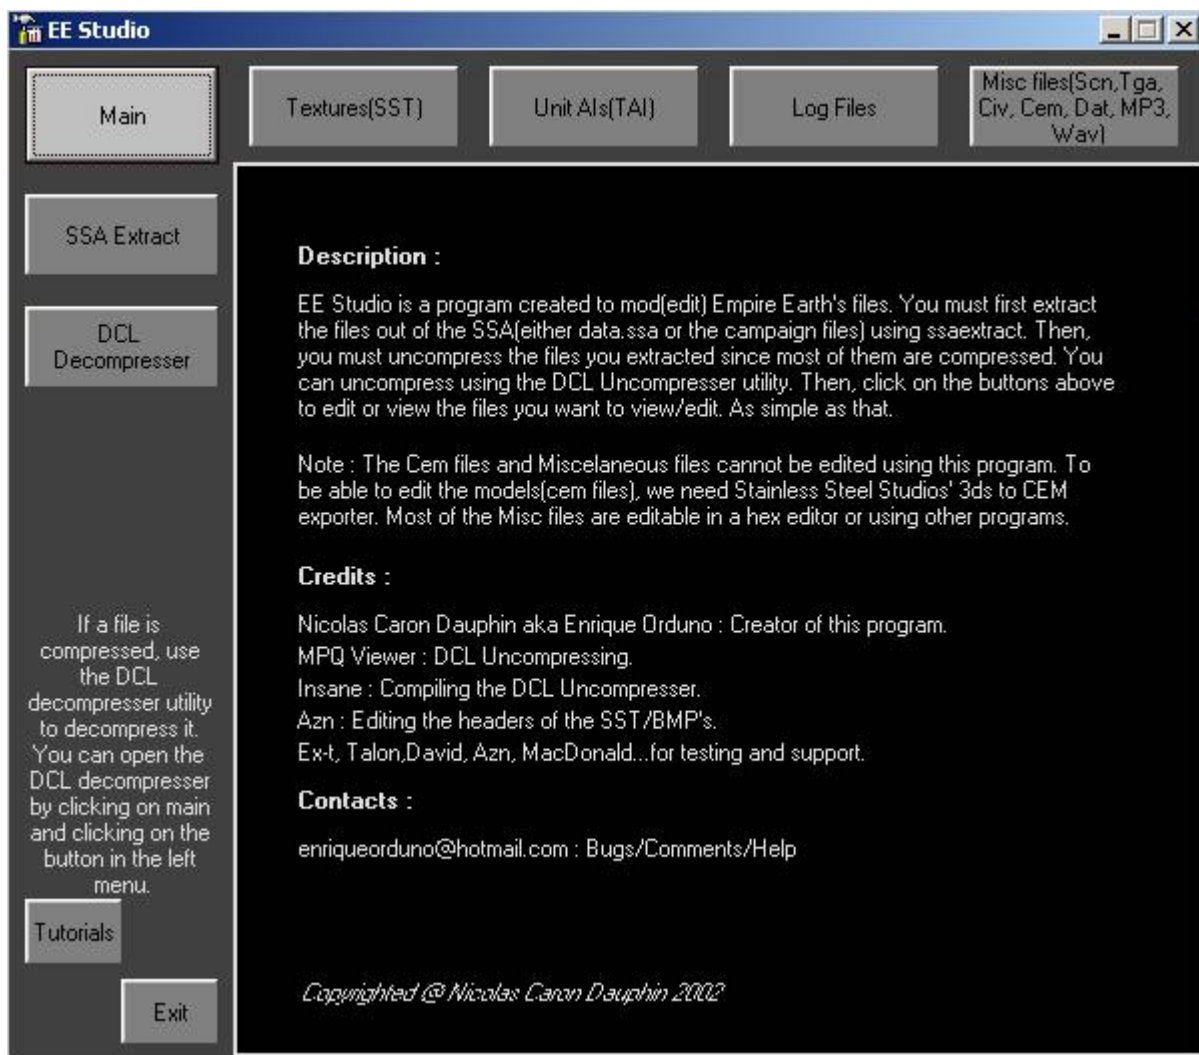 EE Studio
Main
Textures(SST)
Unit AIs(TAI)
Log Files
Misc files(Scn,Tga,
Civ, Cem, Dat, MP3,
Wav)
SSA Extract
DCL
Decompresser
If a file is
compressed, use
the DCL
decompresser utility
to decompress it.
You can open the
DCL decompresser
by clicking on main
and clicking on the
button in the left
menu.
Tutorials
Exit
Description :
EE Studio is a program created to mod(edit) Empire Earth's files. You must first extract
the files out of the SSA(either data.ssa or the campaign files) using ssaextract. Then,
you must uncompress the files you extracted since most of them are compressed. You
can uncompress using the DCL Uncompresser utility. Then, click on the buttons above
to edit or view the files you want to view/edit. As simple as that.
Note : The Cem files and Miscelaneous files cannot be edited using this program. To
be able to edit the models(cem files), we need Stainless Steel Studios' 3ds to CEM
exporter. Most of the Misc files are editable in a hex editor or using other programs.
Credits :
Nicolas Caron Dauphin aka Enrique Orduno : Creator of this program.
MPQ Viewer : DCL Uncompressing.
Insane : Compiling the DCL Uncompresser.
Azn : Editing the headers of the SST/BMP's.
Ex-t, Talon,David, Azn, MacDonald...for testing and support.
Contacts :
enriqueorduno@hotmail.com : Bugs/Comments/Help
Copyrighted @ Nicolas Caron Dauphin 2002